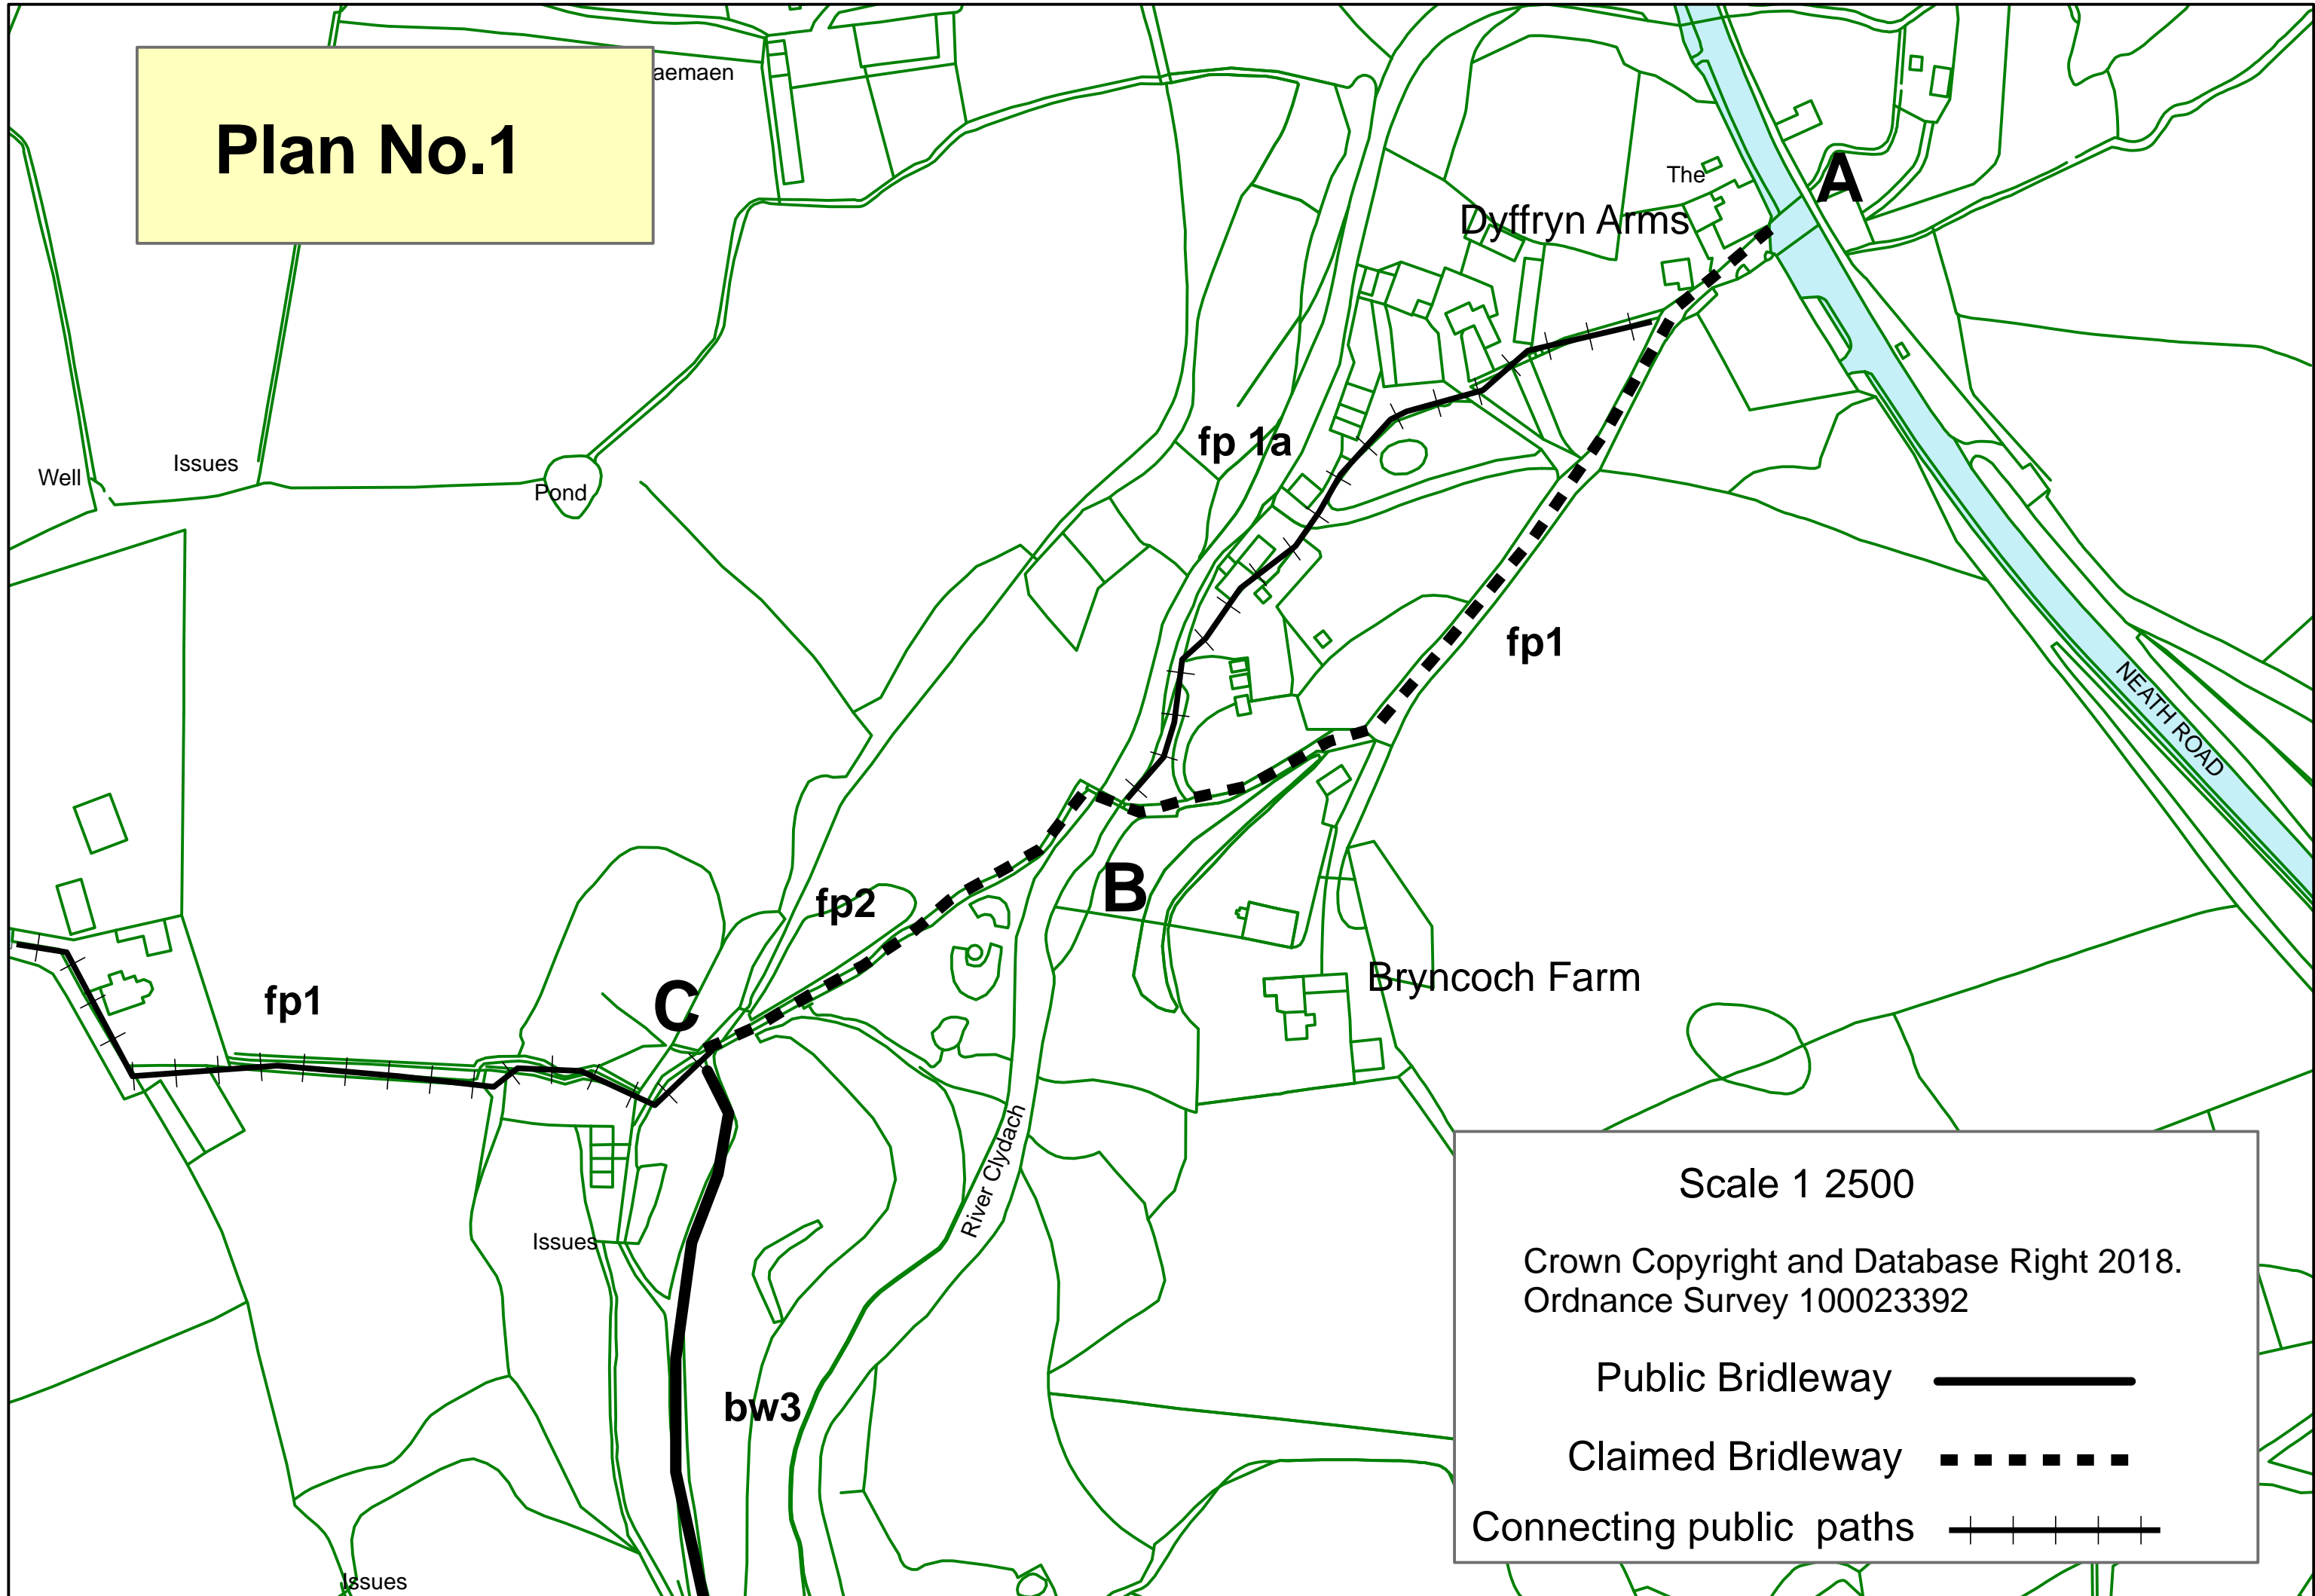 Plan No.1
aemaen
The
A
Dyffryn Arms
fp 1a
Well
Issues
Pond
fp1
NEATH ROAD
B
fp2
Bryncoch Farm
C
fp1
River Clydach
Issues
bw3
Issues
Scale 1 2500
Crown Copyright and Database Right 2018.
Ordnance Survey 100023392
Public Bridleway
Claimed Bridleway
Connecting public paths